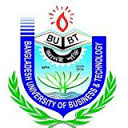 BUBT
BANGLADESH UNIVERSITY OF BUSINESS & TECHNOLOGY